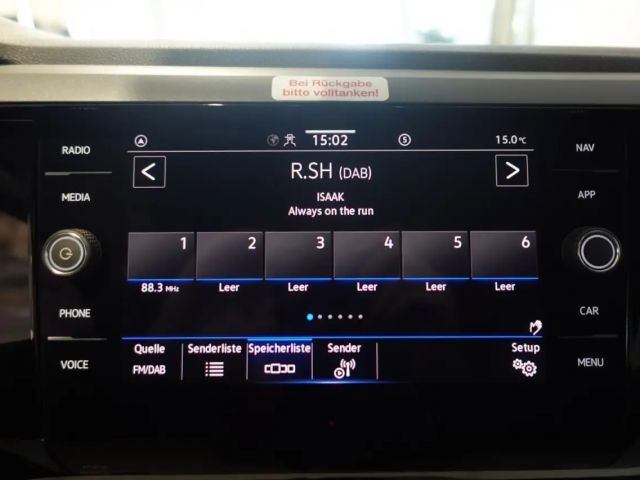 Bei Rückgabe
bitte volltanken!
RADIO
MEDIA
PHONE
VOICE
15:02
S
15.0 °C
R.SH (DAB)
ISAAK
Always on the run
1 2 3 4 5 6
88.3 MHz Leer Leer Leer Leer Leer
Quelle Senderliste Speicherliste Sender Setup
FM/DAB
NAV
APP
CAR
MENU